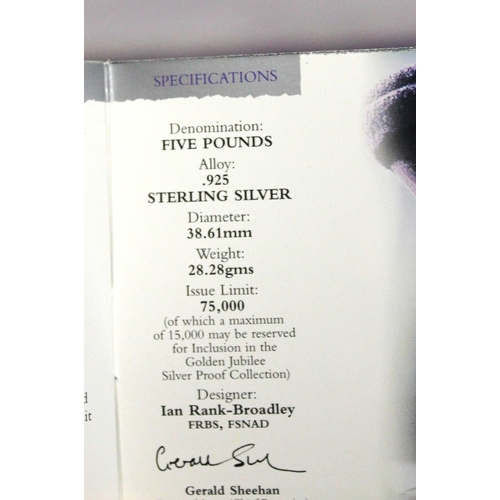 SPECIFICATIONS
Denomination:
FIVE POUNDS
Alloy:
.925
STERLING SILVER
Diameter:
38.61mm
Weight:
28.28gms
Issue Limit:
75,000
(of which a maximum
of 15,000 may be reserved
for Inclusion in the
Golden Jubilee
Silver Proof Collection)
Designer:
Ian Rank-Broadley
FRBS, FSNAD
Gerald Sheehan